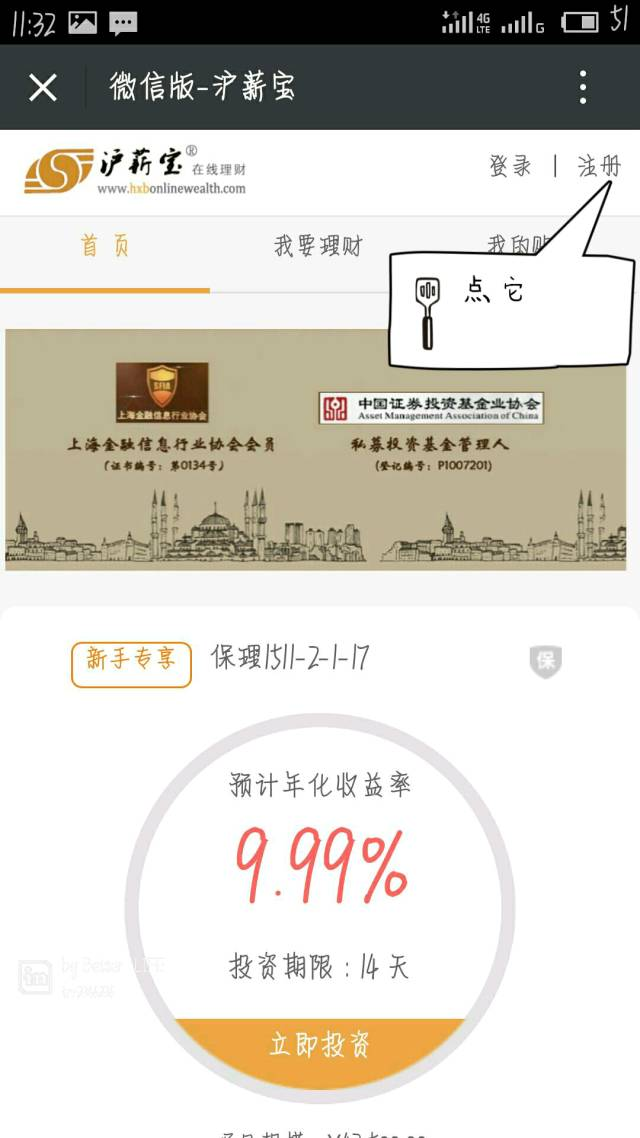 11:32
4G
LTE
G
51
微信版-沪薪宝
沪薪宝®
在线理财
www.hxbonlinewealth.com
登录 | 注册
首页
我要理财
我的账
点它
SFIA
上海金融信息行业协会
中国证券投资基金业协会
Asset Management Association of China
上海金融信息行业协会会员
(证书编号：第0134号)
私募投资基金管理人
(登记编号：P1007201)
新手专享
保理1511-2-1-17
保
预计年化收益率
9.99%
投资期限：14天
in
立即投资